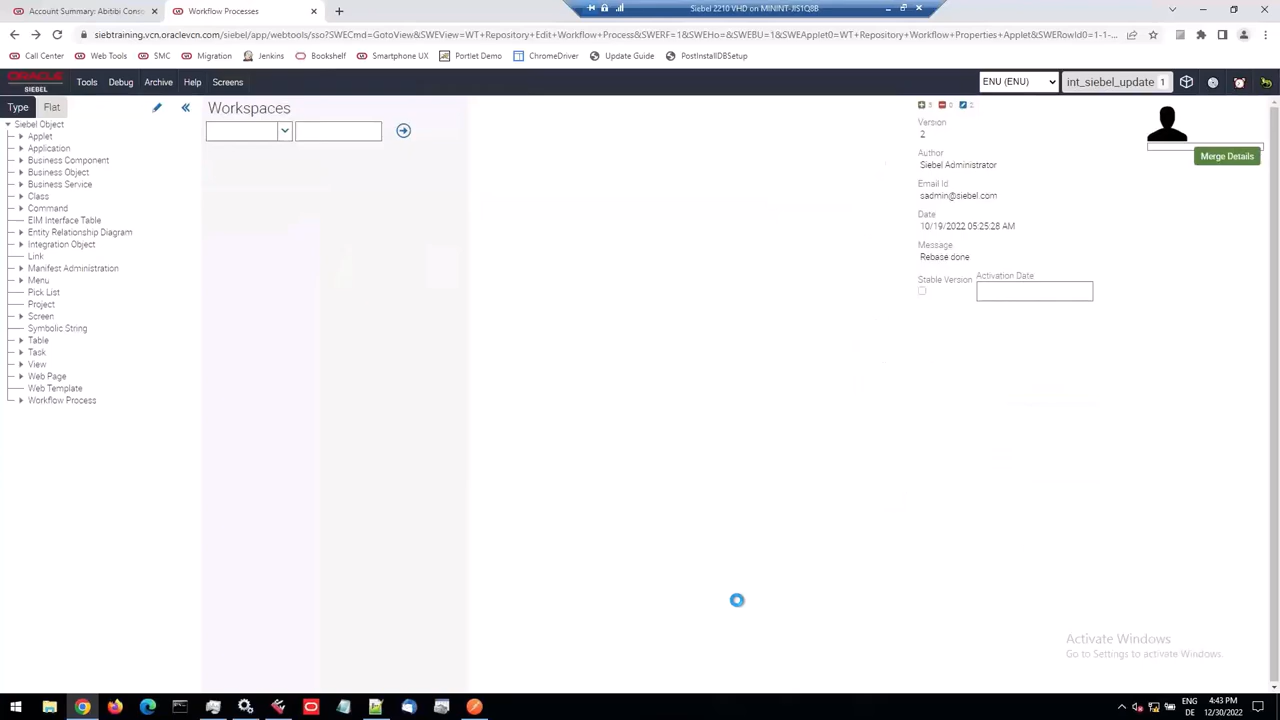 Siebel 2210 VHD on MININT-JIS1Q8B
Account Summary: Abitibi Cons
Workflow Processes
siebtraining.vcn.oraclevcn.com/siebel/app/webtools/sso?SWECmd=GotoView&SWEView=WT+Repository+Edit+Workflow+Process&SWERF=1&SWEHo=&SWEBU=1&SWEApplet0=WT+Repository+Workflow+Properties+Applet&SWERowId0=1-1-...
Call Center
Web Tools
SMC
Migration
Jenkins
Bookshelf
Smartphone UX
Portlet Demo
ChromeDriver
Update Guide
PostInstallDBSetup
ORACLE
SIEBEL
Tools
Debug
Archive
Help
Screens
ENU (ENU)
int_siebel_update 1
Type
Flat
Siebel Object
Applet
Application
Business Component
Business Object
Business Service
Class
Command
EIM Interface Table
Entity Relationship Diagram
Integration Object
Link
Manifest Administration
Menu
Pick List
Project
Screen
Symbolic String
Table
Task
View
Web Page
Web Template
Workflow Process
Workspaces
Version
2
Author
Siebel Administrator
Email Id
sadmin@siebel.com
Date
10/19/2022 05:25:28 AM
Message
Rebase done
Stable Version
Activation Date
Merge Details
Activate Windows
Go to Settings to activate Windows.
ENG
DE
4:43 PM
12/30/2022